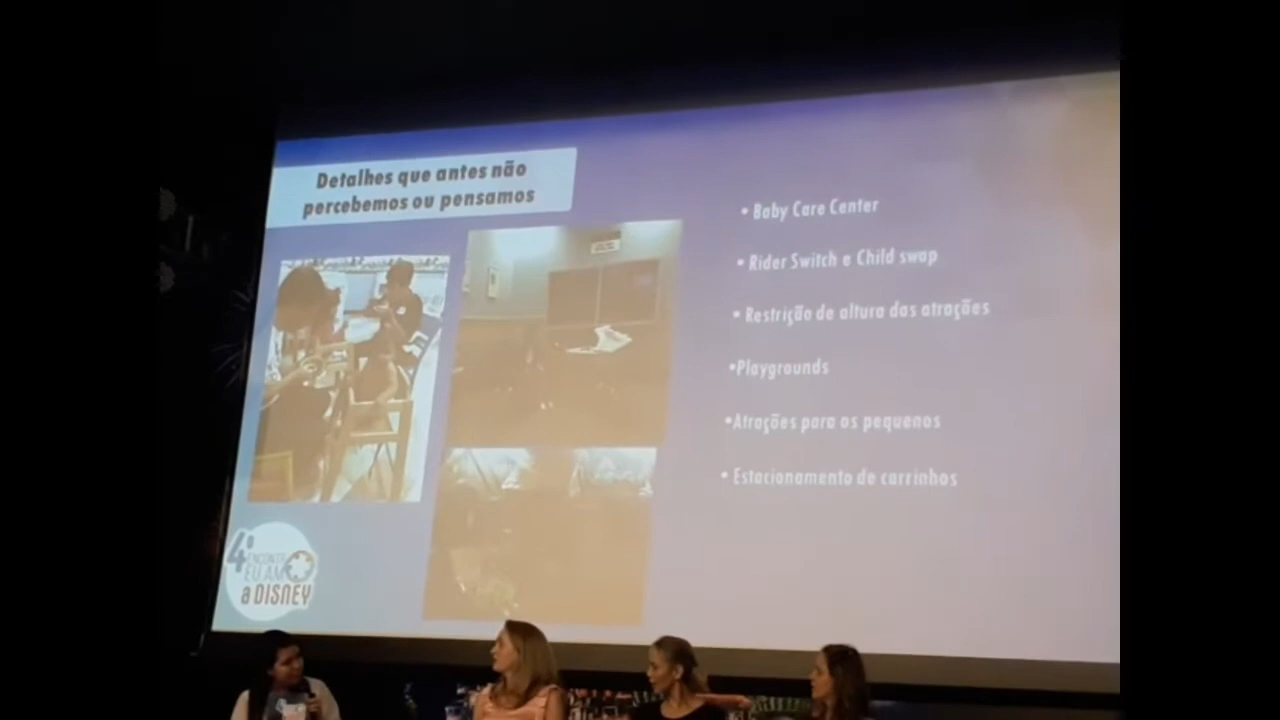 Detalhes que antes não
percebemos ou pensamos
• Baby Care Center
• Rider Switch e Child swap
• Restrição de altura das atrações
•Playgrounds
•Atrações para os pequenos
• Estacionamento de carrinhos
4º
ENCONTRO
EU AMO
a DISNEY